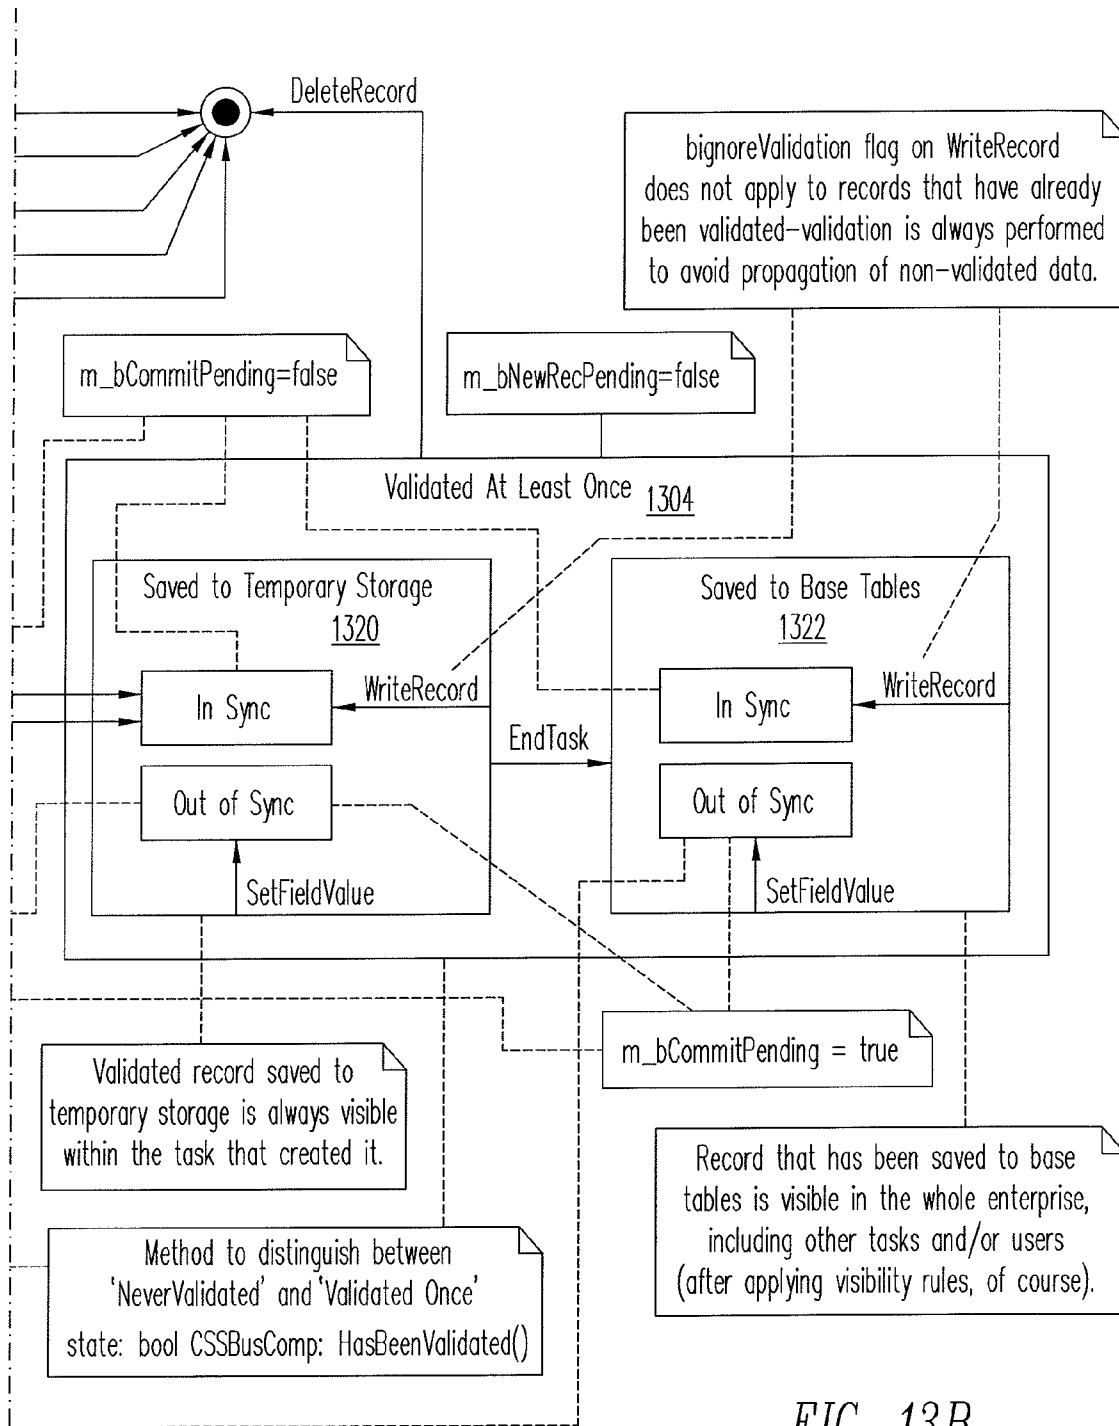 DeleteRecord
bignoreValidation flag on WriteRecord
does not apply to records that have already
been validated-validation is always performed
to avoid propagation of non-validated data.
m_bCommitPending=false
m_bNewRecPending=false
Validated At Least Once 1304
Saved to Temporary Storage
1320
Saved to Base Tables
1322
In Sync
WriteRecord
In Sync
WriteRecord
EndTask
Out of Sync
Out of Sync
SetFieldValue
SetFieldValue
m_bCommitPending = true
Validated record saved to
temporary storage is always visible
within the task that created it.
Record that has been saved to base
tables is visible in the whole enterprise,
including other tasks and/or users
(after applying visibility rules, of course).
Method to distinguish between
'NeverValidated' and 'Validated Once'
state: bool CSSBusComp: HasBeenValidated()
FIG. 13B